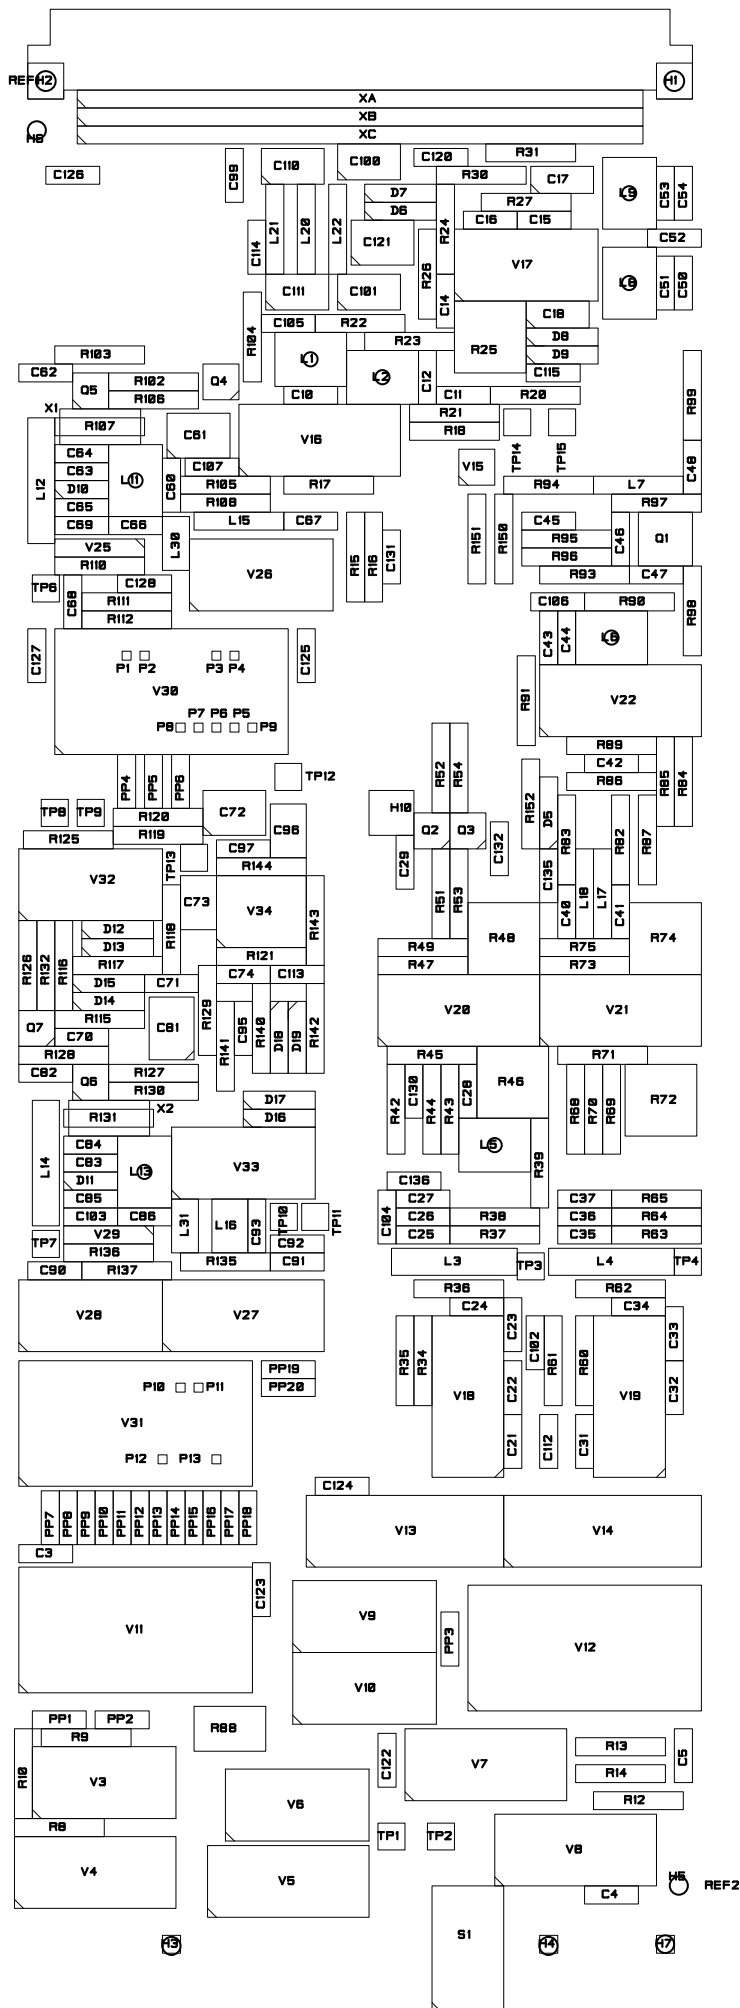 REF H2 H1
XA
XB
H6
XC
C126 C99 C110 C100 C120 R31
R30 C17
D7 R24 R27 L9 C53 C54
D6 C16 C15
C114 L21 L20 L22 C121 R26 C52
V17
C111 C101 C14 L8 C51 C50
R104 C105 R22 C18
R103 L1 R23 R25 D8
D9
C62 Q5 R102 Q4 L2 C12 C115
R106 C10 C11 R20 R99
X1 R21
R107 C61 V16 R18
L12 C64 TP14 TP15
C63 L11 C60 C107 V15 C48
D10 R105 R17 R94 L7
C65 R108 R97
C69 C66 L30 L15 C67 C45 C46 Q1
V25 V26 R15 R16 C131 R151 R150 R95
R110 R96
TP6 C68 C128 R93 C47
R111 C106 R90 R98
R112
C127 C125 C43 C44 L6
P1 P2 P3 P4
V30 R91 V22
P8 P7 P6 P5 P9
R89
PP4 PP5 PP6 TP12 R52 R54 C42
R152 R86 R85 R84
TP8 TP9 R120 C72 H10 D5
R125 R119 C96 Q2 Q3 R83 R82 R87
TP13 C97 C29 C132
V32 R144 C135
R118 C73 V34 R143 R51 R53 L18 L17
D12 C40 C41
R126 R132 R116 D13 R49 R48 R75 R74
R117 R121 R47 R73
D15 C71 R129 C74 C113
D14 V20 V21
Q7 R115 C81 R141 C95 R140 D18 D19 R142
C70
R128 R45 R71
C82 Q6 R127 R46
R130 D17 R42 C130 R44 R43 C28 R68 R70 R69 R72
X2
R131 D16
L14 C84 L5 R39
C83 L13 V33
D11 C136
C85 C27 C37 R65
C103 C86 L31 L16 C93 TP10 TP11 C104 C26 R38 C36 R64
TP7 V29 C92 C25 R37 C35 R63
R136 R135 C91 L3 TP3 L4 TP4
C90 R137
V28 V27 R36 R62
C24 C34
C23 C33
R35 R34 C102 R61 R60
PP19 V18 C22 V19 C32
P10 P11 PP20
V31
P12 P13 C21 C112 C31
C124
PP7 PP8 PP9 PP10 PP11 PP12 PP13 PP14 PP15 PP16 PP17 PP18 V13 V14
C3
C123 V9
V11 PP3 V12
V10
PP1 PP2 R88
R9
R10 V3 C122 V7 R13 C5
R14
V6 R12
R8
TP1 TP2
V4 V5 V8
H5
REF2
C4
S1
H3 H4 H7